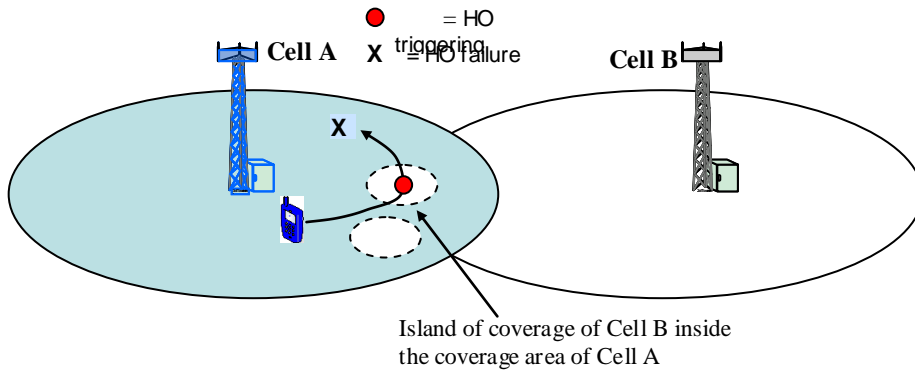 = HO
triggering
X = HO failure
Cell A
Cell B
X
Island of coverage of Cell B inside
the coverage area of Cell A